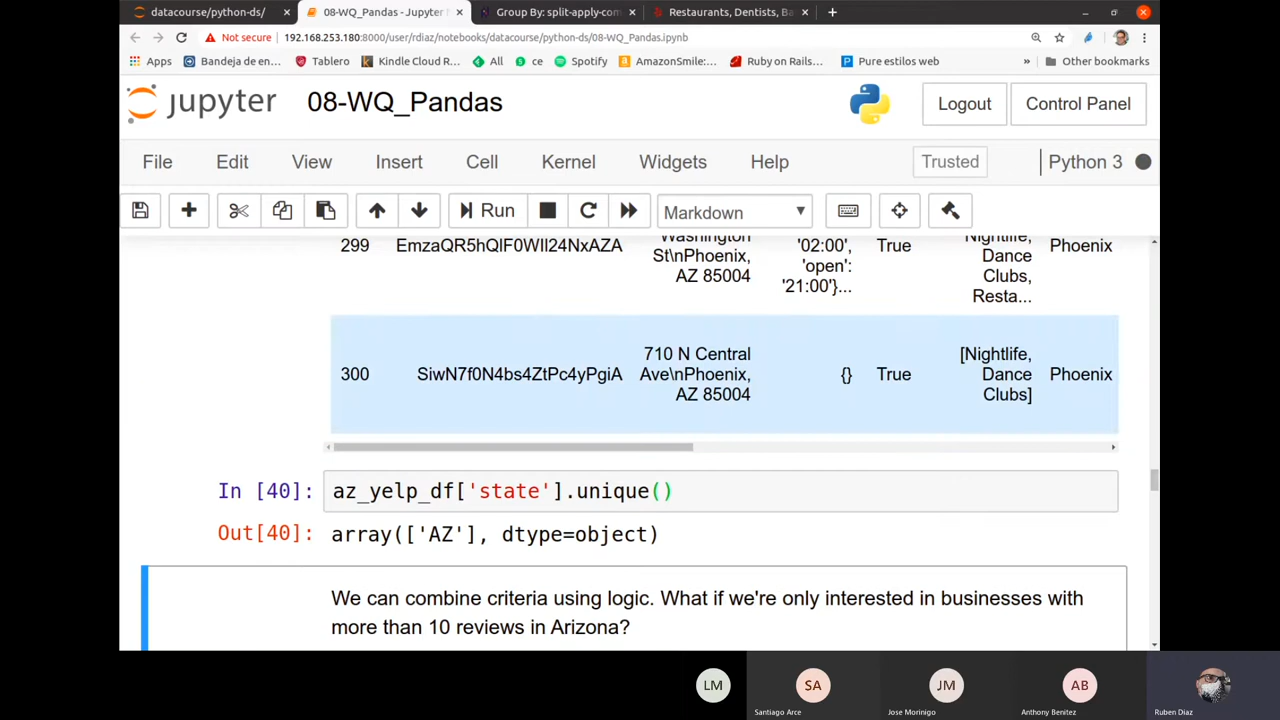 datacourse/python-ds/
08-WQ_Pandas - Jupyter
Group By: split-apply-com
Restaurants, Dentists, Ba
Not secure
192.168.253.180:8000/user/rdiaz/notebooks/datacourse/python-ds/08-WQ_Pandas.ipynb
Apps
Bandeja de en...
Tablero
Kindle Cloud R...
All
ce
Spotify
AmazonSmile:...
Ruby on Rails...
Pure estilos web
»
Other bookmarks
jupyter
08-WQ_Pandas
Logout
Control Panel
File
Edit
View
Insert
Cell
Kernel
Widgets
Help
Trusted
Python 3
Run
Markdown
299
EmzaQR5hQlF0WIl24NxAZA
Washington
St\nPhoenix,
AZ 85004
'02:00',
'open':
'21:00'}...
True
Nightlife,
Dance
Clubs,
Resta...
Phoenix
300
SiwN7f0N4bs4ZtPc4yPgiA
710 N Central
Ave\nPhoenix,
AZ 85004
{}
True
[Nightlife,
Dance
Clubs]
Phoenix
In [40]:
az_yelp_df['state'].unique()
Out[40]:
array(['AZ'], dtype=object)
We can combine criteria using logic. What if we're only interested in businesses with
more than 10 reviews in Arizona?
LM
SA
Santiago Arce
JM
Jose Morinigo
AB
Anthony Benitez
Ruben Diaz